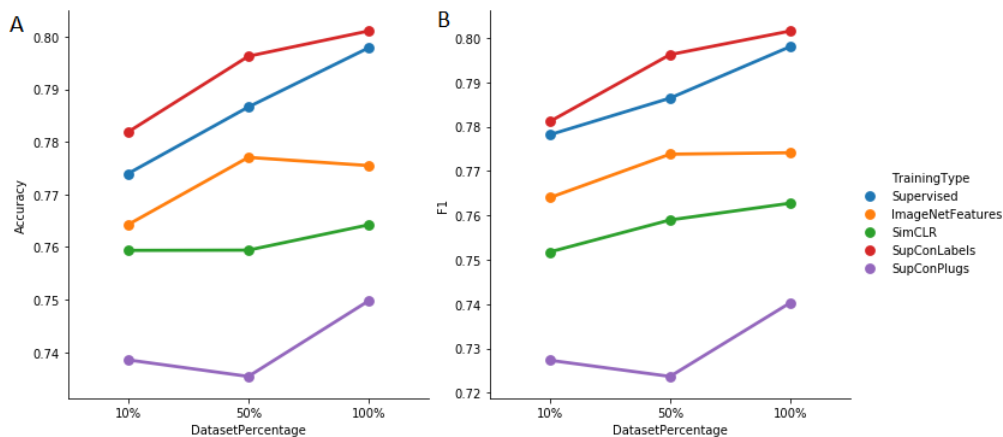 A
0.80
0.79
0.78
0.77
0.76
0.75
0.74
Accuracy
10%
50%
100%
DatasetPercentage
B
0.80
0.79
0.78
0.77
0.76
0.75
0.74
0.73
0.72
F1
10%
50%
100%
DatasetPercentage
TrainingType
Supervised
ImageNetFeatures
SimCLR
SupConLabels
SupConPlugs